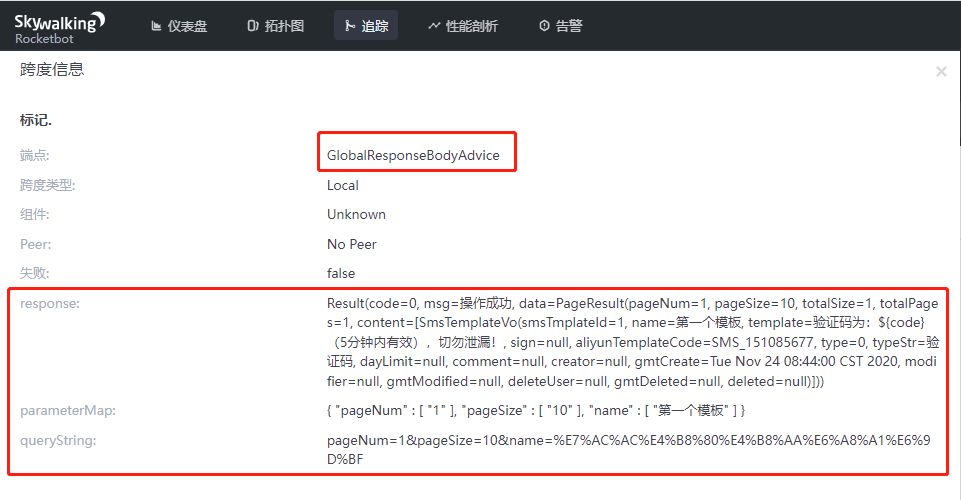 Skywalking
Rocketbot
仪表盘
拓扑图
追踪
性能剖析
告警
跨度信息
标记.
端点: GlobalResponseBodyAdvice
跨度类型: Local
组件: Unknown
Peer: No Peer
失败: false
response: Result(code=0, msg=操作成功, data=PageResult(pageNum=1, pageSize=10, totalSize=1, totalPage
s=1, content=[SmsTemplateVo(smsTmplateId=1, name=第一个模板, template=验证码为：${code}
（5分钟内有效），切勿泄漏！, sign=null, aliyunTemplateCode=SMS_151085677, type=0, typeStr=验
证码, dayLimit=null, comment=null, creator=null, gmtCreate=Tue Nov 24 08:44:00 CST 2020, modi
fier=null, gmtModified=null, deleteUser=null, gmtDeleted=null, deleted=null)]))
parameterMap: { "pageNum" : [ "1" ], "pageSize" : [ "10" ], "name" : [ "第一个模板" ] }
queryString: pageNum=1&pageSize=10&name=%E7%AC%AC%E4%B8%80%E4%B8%AA%E6%A8%A1%E6%9
D%BF